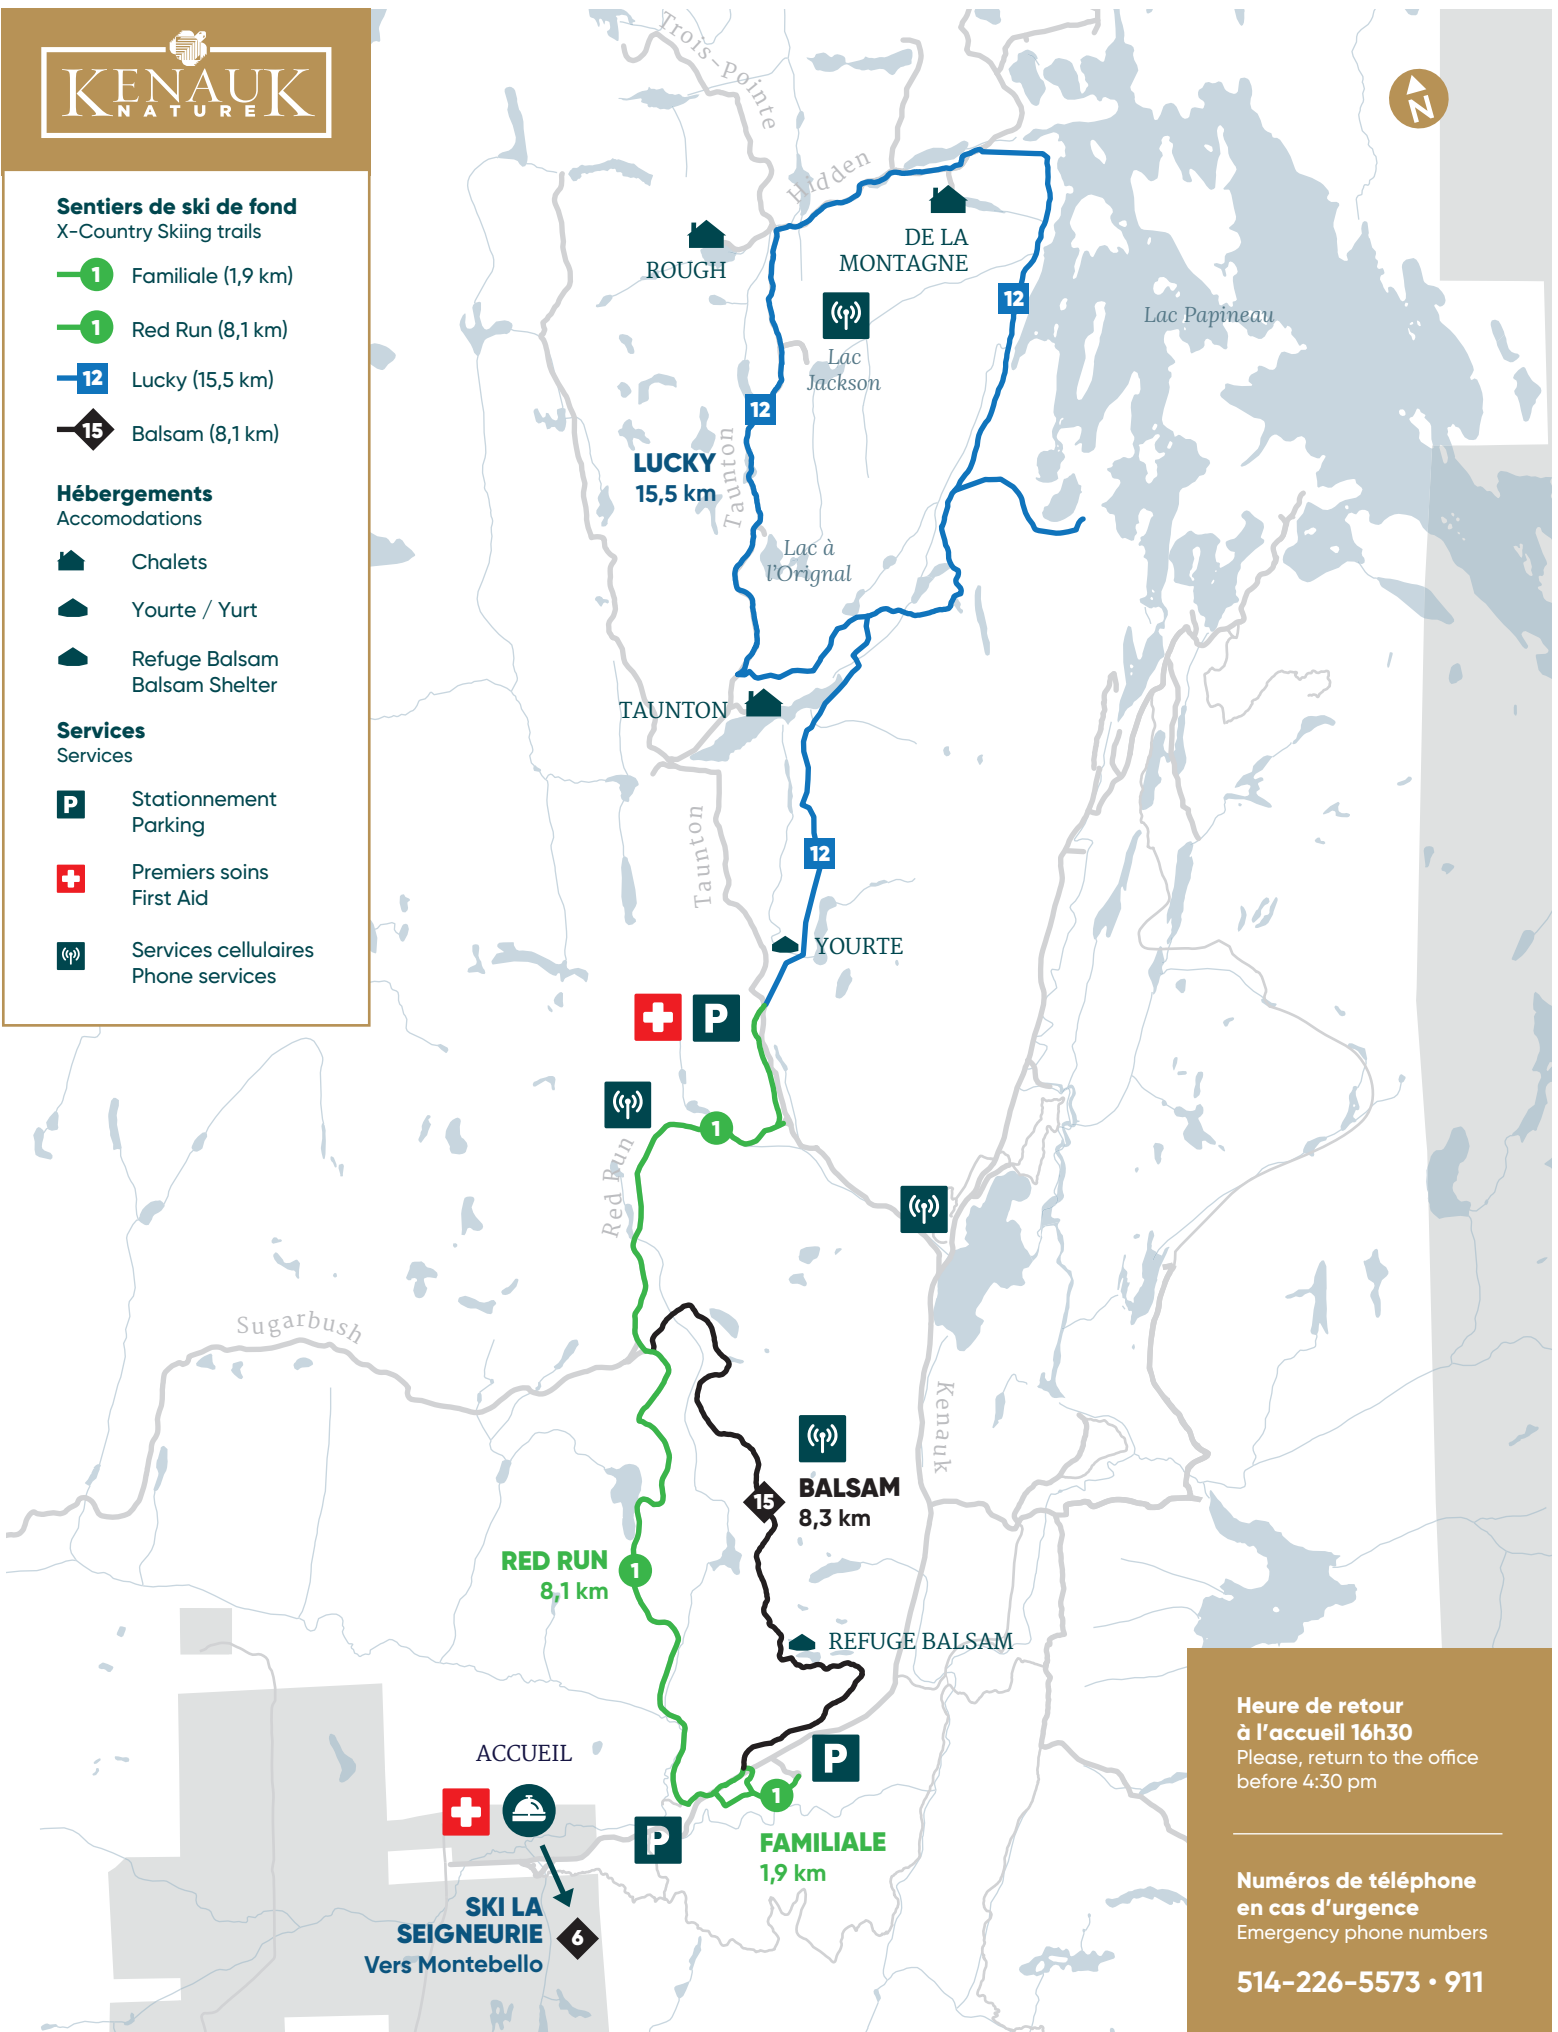 KENAUK
NATURE
Sentiers de ski de fond
X-Country Skiing trails
1 Familiale (1,9 km)
1 Red Run (8,1 km)
12 Lucky (15,5 km)
15 Balsam (8,1 km)
Hébergements
Accomodations
Chalets
Yourte / Yurt
Refuge Balsam
Balsam Shelter
Services
Services
P Stationnement
Parking
Premiers soins
First Aid
Services cellulaires
Phone services
N
Trois-Pointe
Hidden
ROUGH
DE LA
MONTAGNE
12
Lac Papineau
Lac
Jackson
12
LUCKY
15,5 km
Taunton
Lac à
l'Orignal
TAUNTON
Taunton
12
YOURTE
P
1
Red Run
Sugarbush
Kenauk
15
BALSAM
8,3 km
RED RUN
8,1 km
1
REFUGE BALSAM
ACCUEIL
P
1
P
FAMILIALE
1,9 km
SKI LA
SEIGNEURIE
Vers Montebello
6
Heure de retour
à l'accueil 16h30
Please, return to the office
before 4:30 pm
Numéros de téléphone
en cas d'urgence
Emergency phone numbers
514-226-5573 • 911